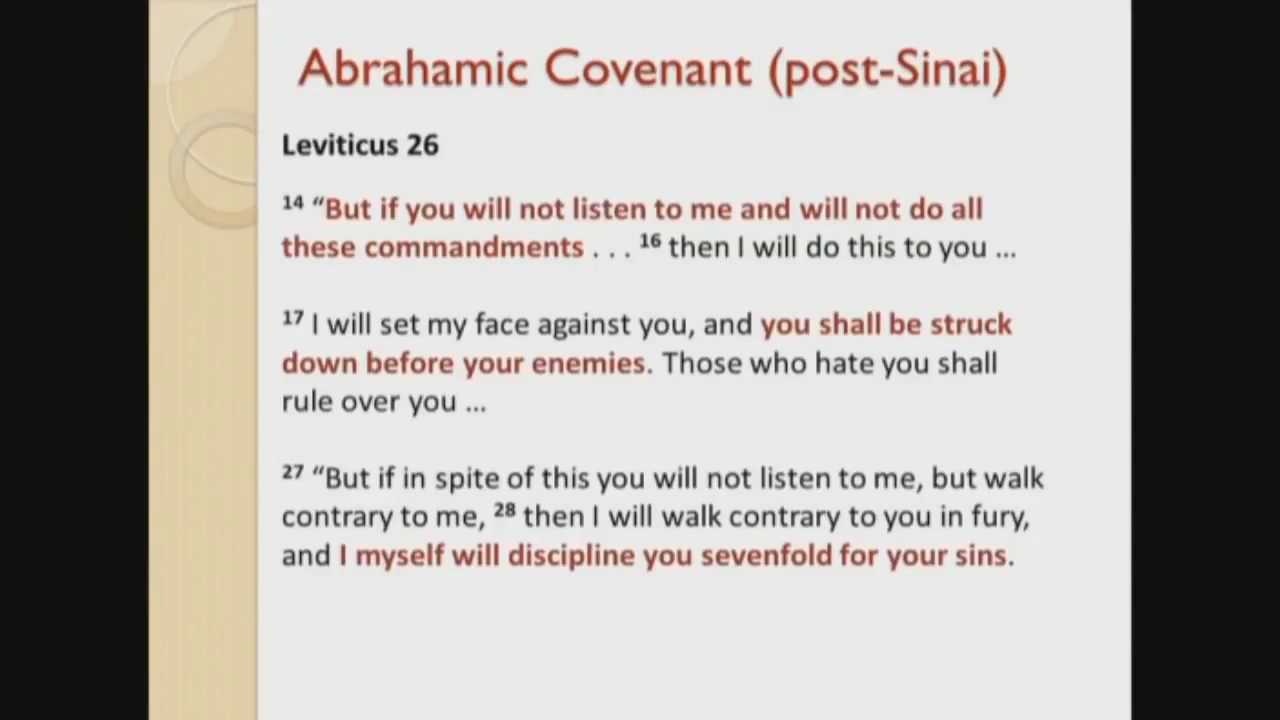 Abrahamic Covenant (post-Sinai)
Leviticus 26
14 “But if you will not listen to me and will not do all
these commandments . . . 16 then I will do this to you ...
17 I will set my face against you, and you shall be struck
down before your enemies. Those who hate you shall
rule over you ...
27 “But if in spite of this you will not listen to me, but walk
contrary to me, 28 then I will walk contrary to you in fury,
and I myself will discipline you sevenfold for your sins.